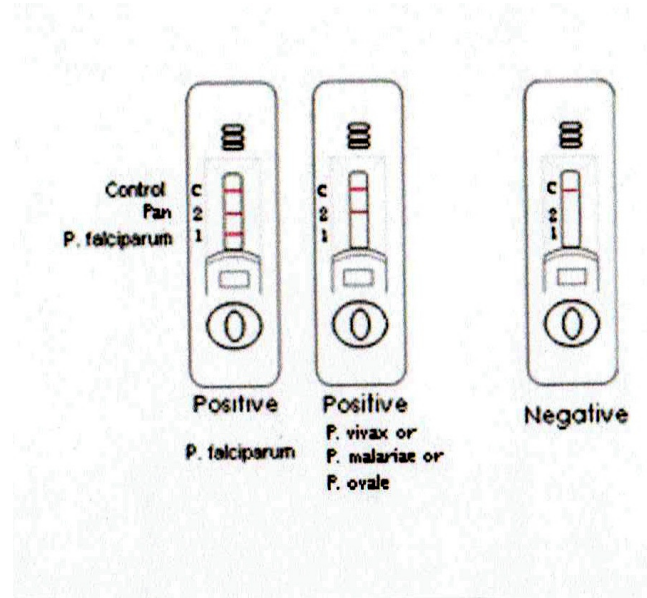 Control C C C
Pan 2 2 2
P. falciparum 1 1 1
Positive Positive Negative
P. falciparum
P. vivax or
P. malariae or
P. ovale